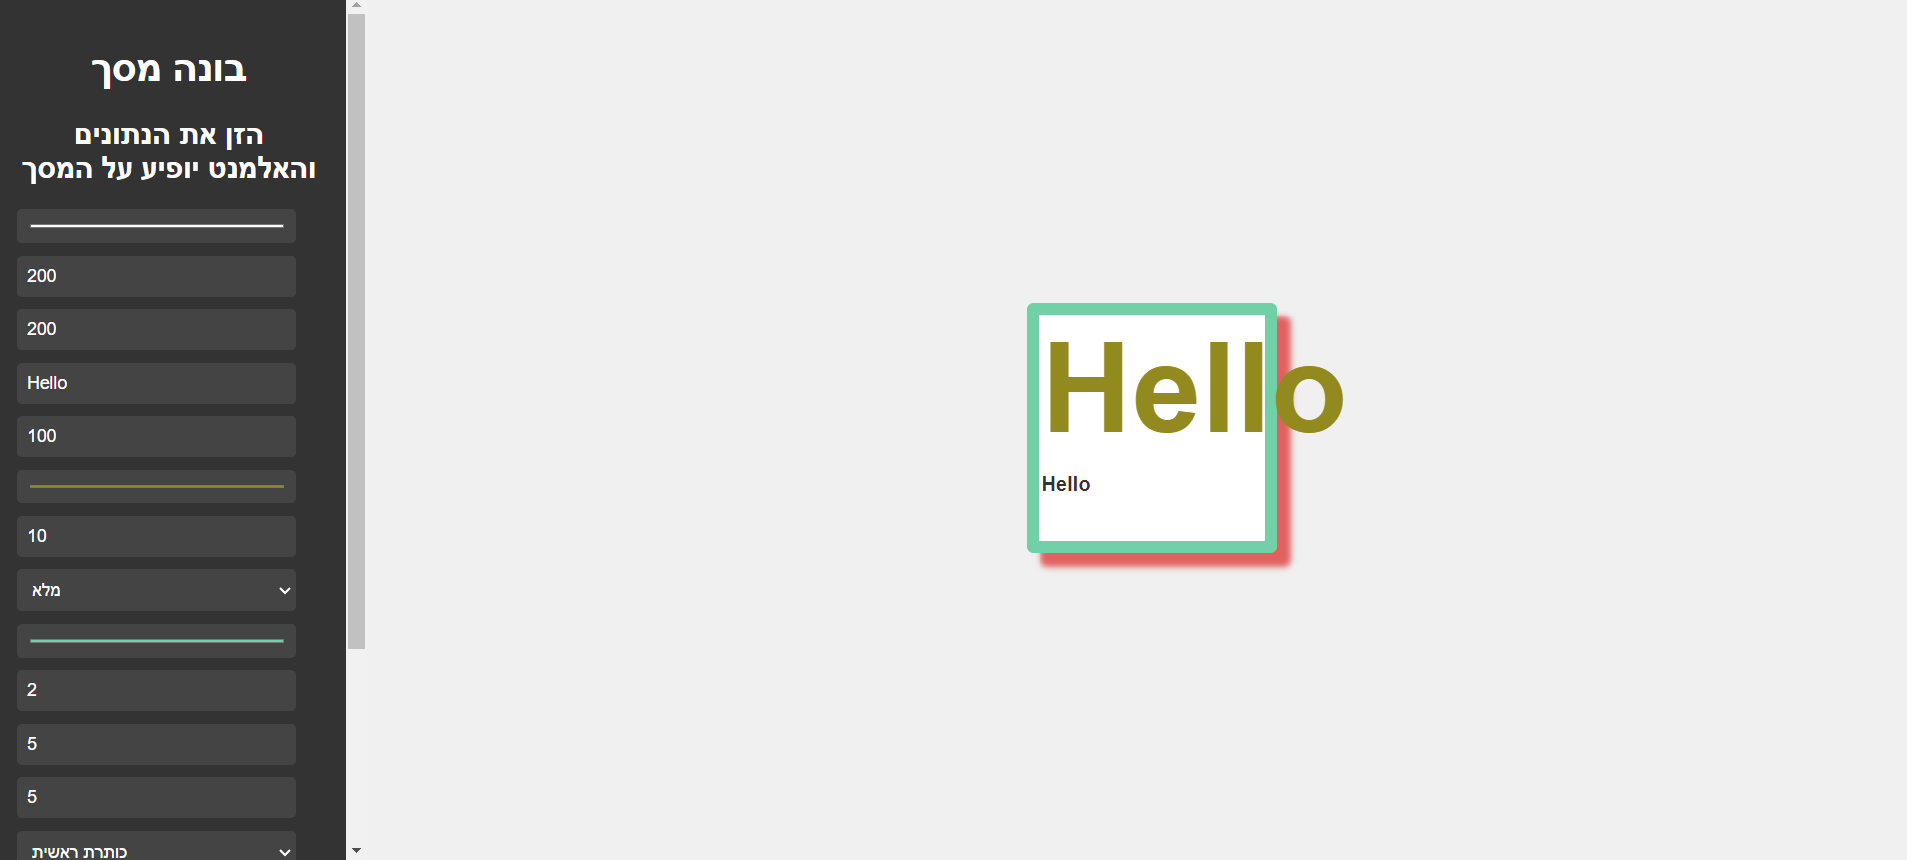 בונה מסך
הזן את הנתונים
והאלמנט יופיע על המסך
200
200
Hello
100
10
מלא
2
5
5
כותרת ראשית
Hello
Hello